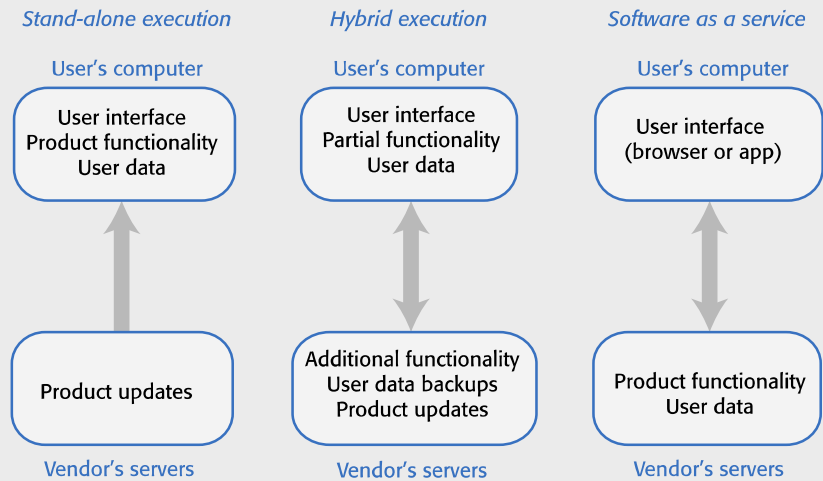 Stand-alone execution
User's computer
User interface
Product functionality
User data
Product updates
Vendor's servers
Hybrid execution
User's computer
User interface
Partial functionality
User data
Additional functionality
User data backups
Product updates
Vendor's servers
Software as a service
User's computer
User interface
(browser or app)
Product functionality
User data
Vendor's servers